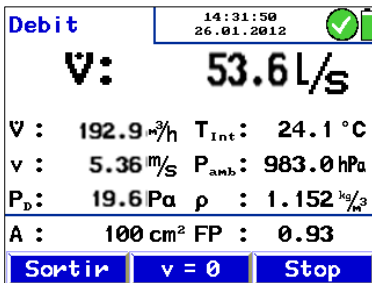 Debit
14:31:50
26.01.2012
V̇: 53.6 l/s
V̇ : 192.9 m³/h T_Int: 24.1 °C
v : 5.36 m/s P_amb: 983.0 hPa
P_D: 19.6 Pa ρ : 1.152 kg/m³
A : 100 cm² FP : 0.93
Sortir v = 0 Stop